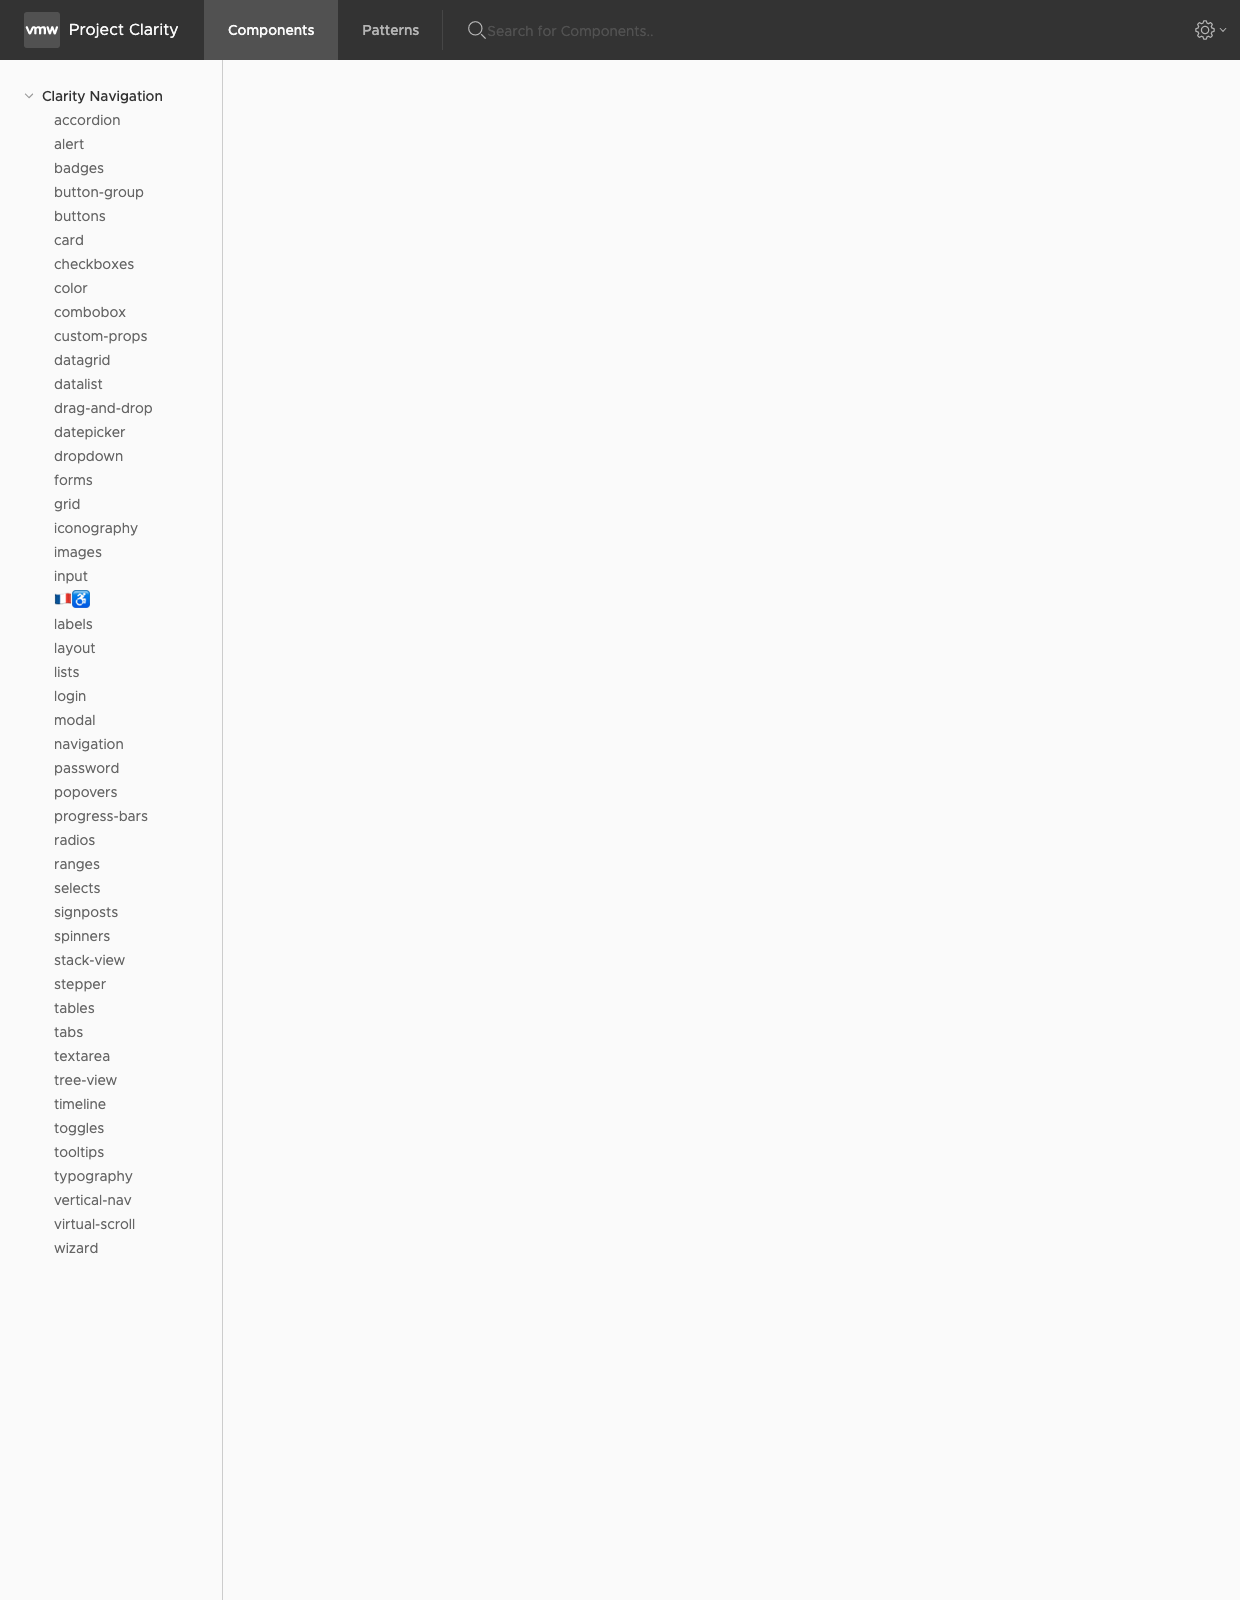 vmw Project Clarity Components Patterns Search for Components..
Clarity Navigation
accordion
alert
badges
button-group
buttons
card
checkboxes
color
combobox
custom-props
datagrid
datalist
drag-and-drop
datepicker
dropdown
forms
grid
iconography
images
input
🇫🇷♿
labels
layout
lists
login
modal
navigation
password
popovers
progress-bars
radios
ranges
selects
signposts
spinners
stack-view
stepper
tables
tabs
textarea
tree-view
timeline
toggles
tooltips
typography
vertical-nav
virtual-scroll
wizard